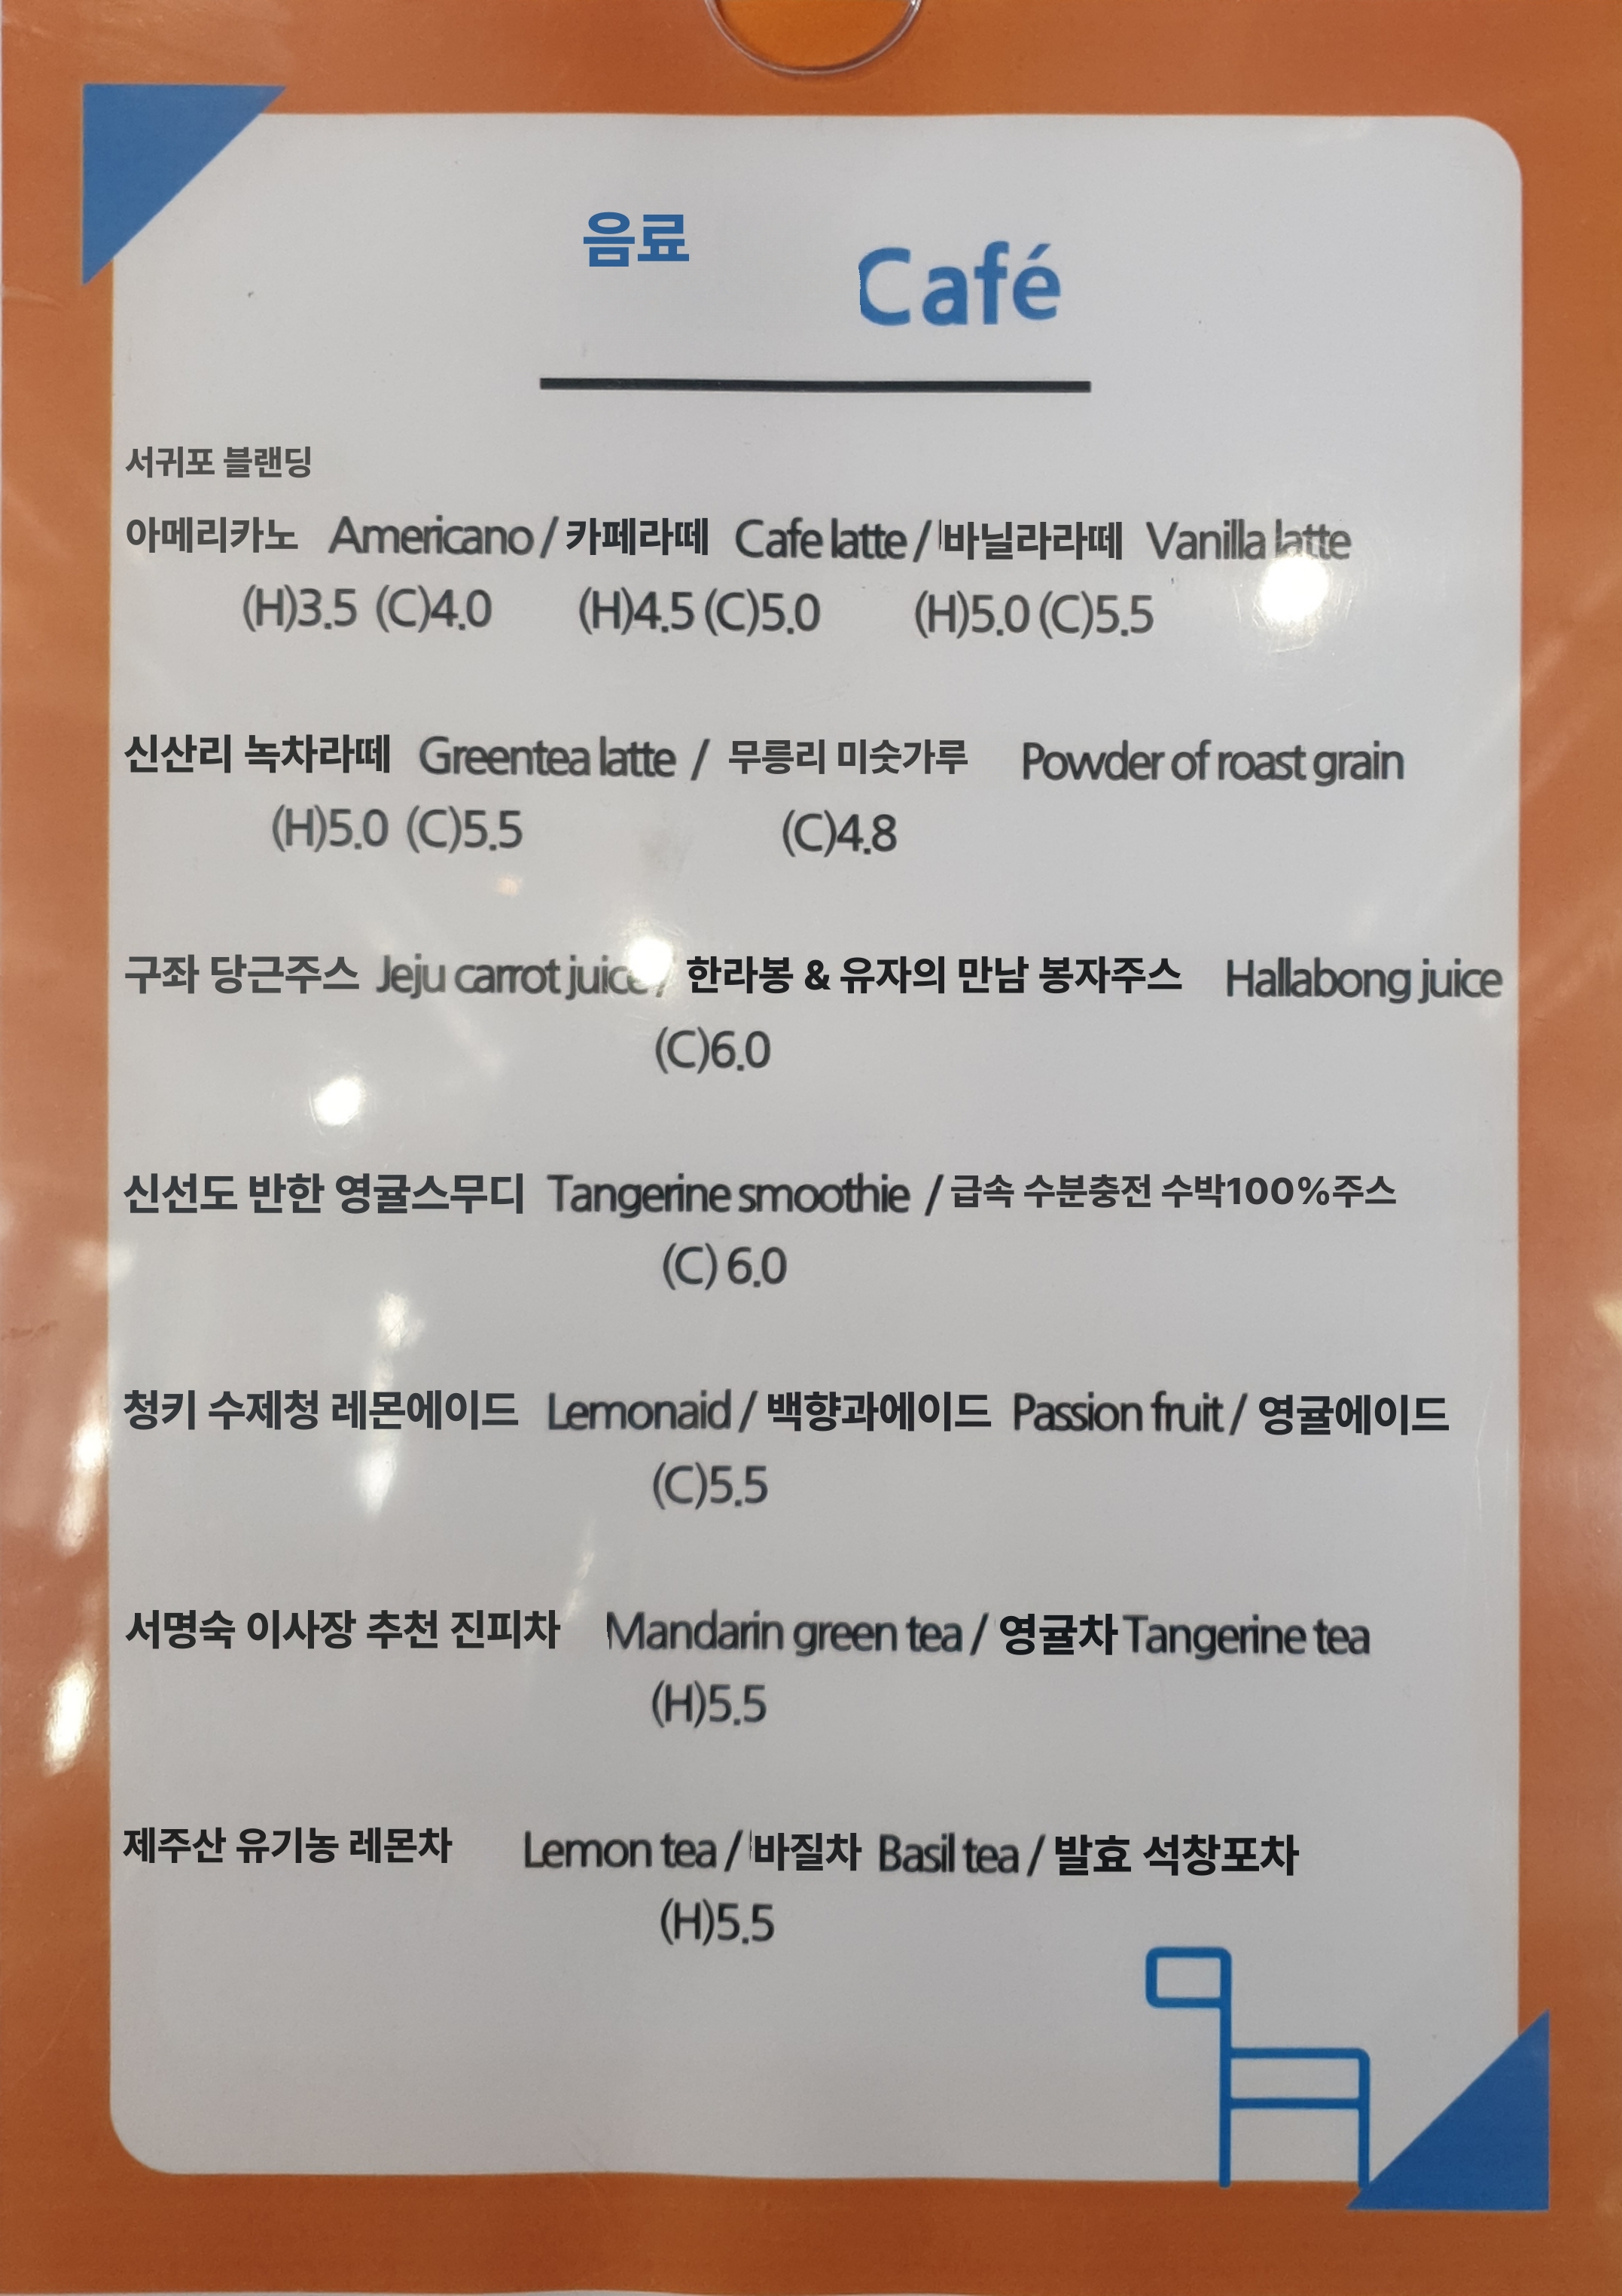 음료 Café
서귀포 블랜딩
아메리카노 Americano / 카페라떼 Cafe latte / 바닐라라떼 Vanilla latte
(H)3.5 (C)4.0 (H)4.5 (C)5.0 (H)5.0 (C)5.5
신산리 녹차라떼 Greentea latte / 무릉리 미숫가루 Powder of roast grain
(H)5.0 (C)5.5 (C)4.8
구좌 당근주스 Jeju carrot juice / 한라봉 & 유자의 만남 봉자주스 Hallabong juice
(C)6.0
신선도 반한 영귤스무디 Tangerine smoothie / 급속 수분충전 수박100%주스
(C) 6.0
청키 수제청 레몬에이드 Lemonaid / 백향과에이드 Passion fruit / 영귤에이드
(C)5.5
서명숙 이사장 추천 진피차 Mandarin green tea / 영귤차 Tangerine tea
(H)5.5
제주산 유기농 레몬차 Lemon tea / 바질차 Basil tea / 발효 석창포차
(H)5.5